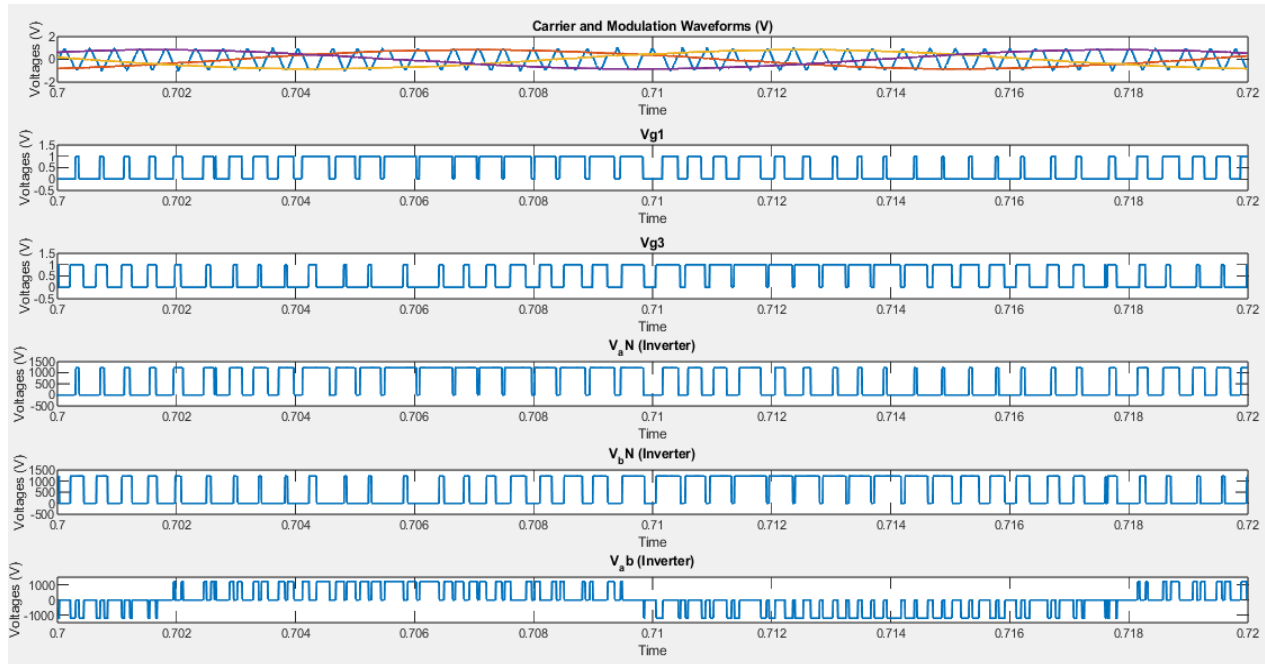 Carrier and Modulation Waveforms (V)
Voltages (V)
2
0
-2
0.7 0.702 0.704 0.706 0.708 0.71 0.712 0.714 0.716 0.718 0.72
Time
Vg1
Voltages (V)
1.5
1
0.5
0
-0.5
0.7 0.702 0.704 0.706 0.708 0.71 0.712 0.714 0.716 0.718 0.72
Time
Vg3
Voltages (V)
1.5
1
0.5
0
-0.5
0.7 0.702 0.704 0.706 0.708 0.71 0.712 0.714 0.716 0.718 0.72
Time
VaN (Inverter)
Voltages (V)
1500
1000
500
0
-500
0.7 0.702 0.704 0.706 0.708 0.71 0.712 0.714 0.716 0.718 0.72
Time
VbN (Inverter)
Voltages (V)
1500
1000
500
0
-500
0.7 0.702 0.704 0.706 0.708 0.71 0.712 0.714 0.716 0.718 0.72
Time
Vab (Inverter)
Voltages (V)
1000
0
-1000
0.7 0.702 0.704 0.706 0.708 0.71 0.712 0.714 0.716 0.718 0.72
Time